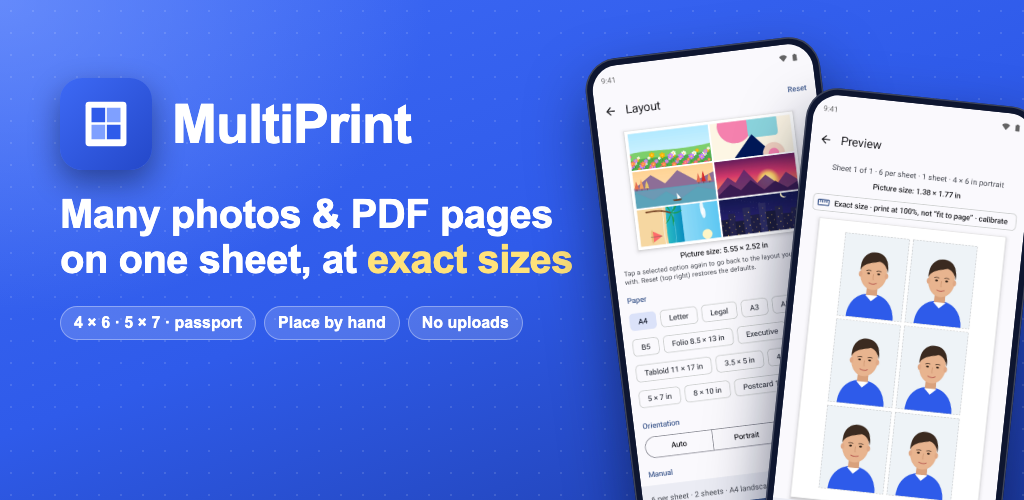 MultiPrint
Many photos & PDF pages
on one sheet, at exact sizes
4 × 6 · 5 × 7 · passport
Place by hand
No uploads
9:41
Layout
Reset
Picture size: 5.55 × 2.52 in
Tap a selected option again to go back to the layout you
with. Reset (top right) restores the defaults.
Paper
A4
Letter
Legal
A3
B5
Folio 8.5 × 13 in
Executive
Tabloid 11 × 17 in
3.5 × 5 in
5 × 7 in
8 × 10 in
Postcard
Orientation
Auto
Portrait
Manual
per sheet · 2 sheets · A4
9:41
Preview
Sheet 1 of 1 · 6 per sheet · 1 sheet · 4 × 6 in portrait
Picture size: 1.38 × 1.77 in
Exact size · print at 100%, not "fit to page" · calibrate